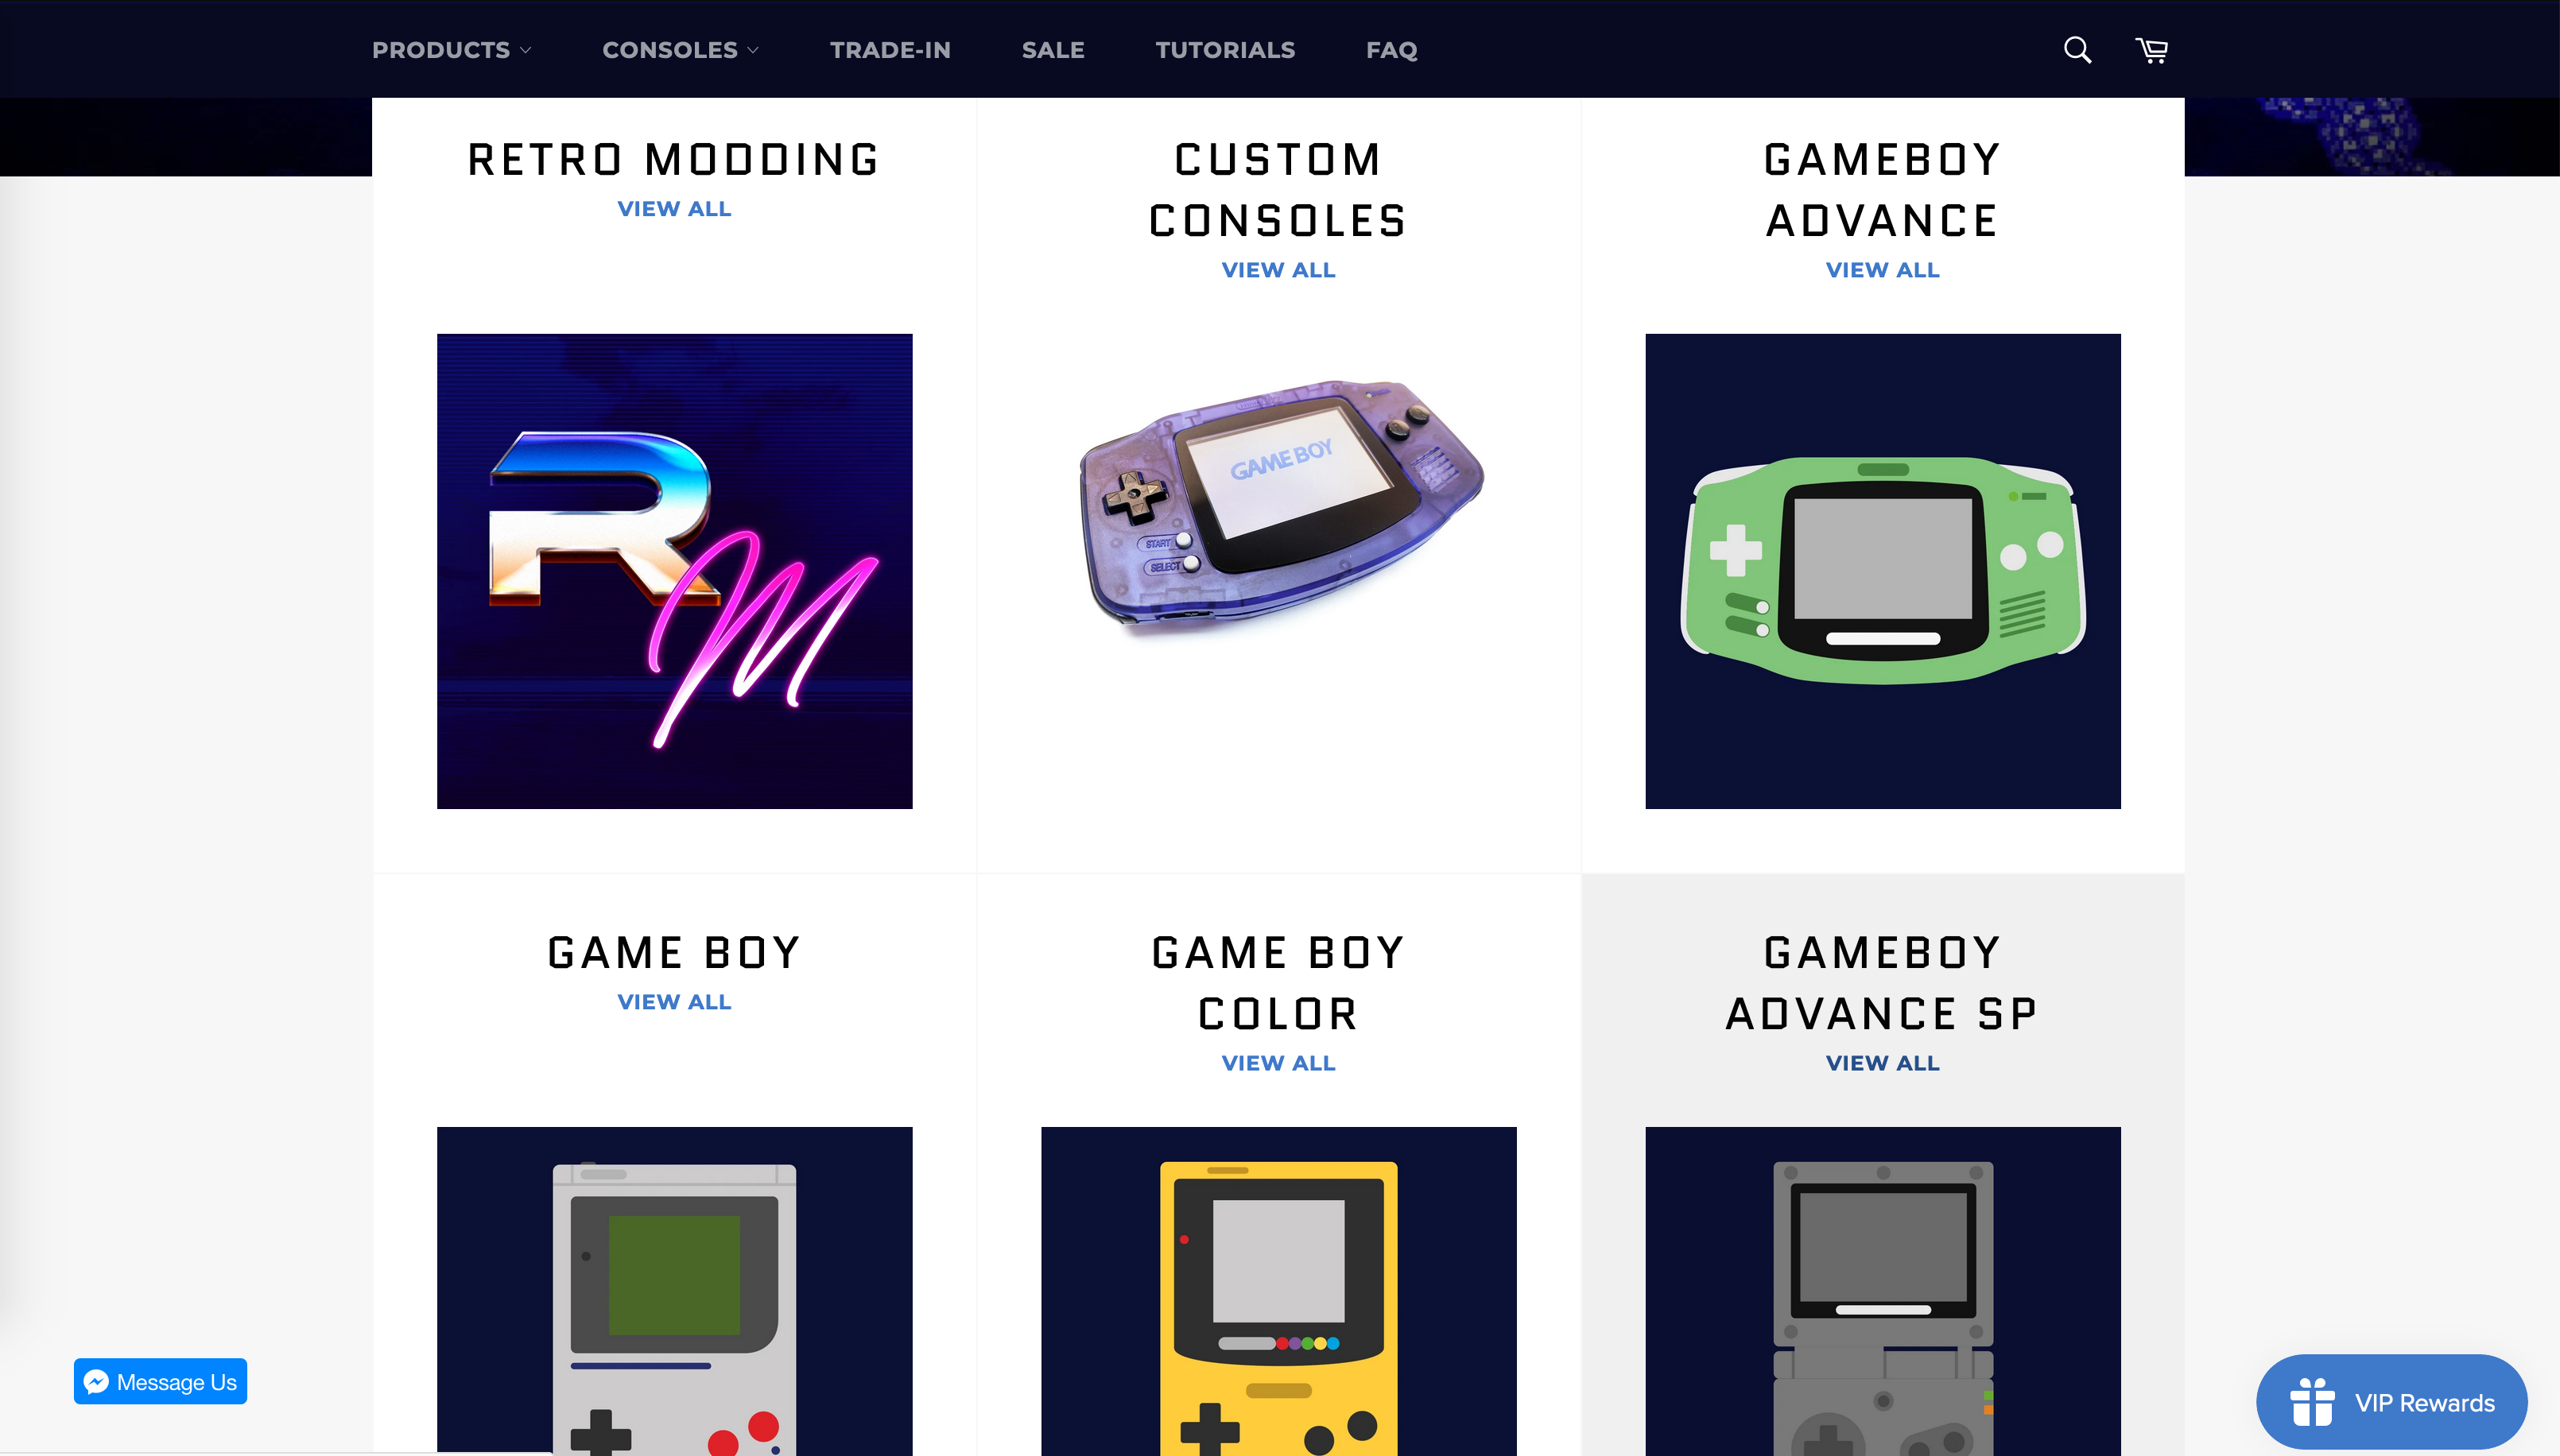 PRODUCTS
CONSOLES
TRADE-IN
SALE
TUTORIALS
FAQ
RETRO MODDING
VIEW ALL
CUSTOM
CONSOLES
VIEW ALL
GAMEBOY
ADVANCE
VIEW ALL
RM
GAME BOY
START
SELECT
GAME BOY
VIEW ALL
GAME BOY
COLOR
VIEW ALL
GAMEBOY
ADVANCE SP
VIEW ALL
Message Us
VIP Rewards